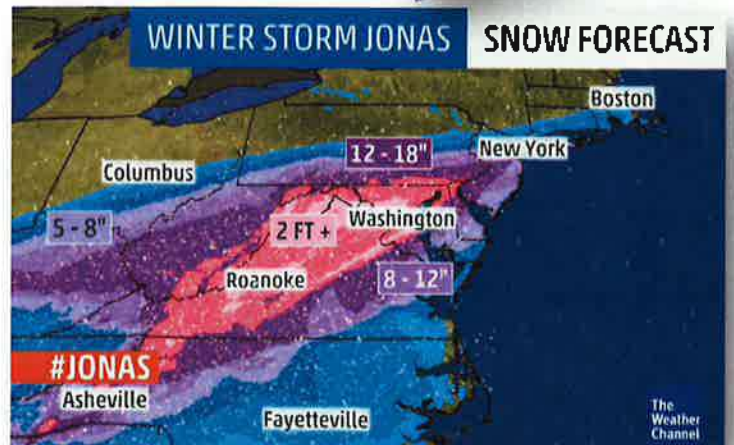 WINTER STORM JONAS
SNOW FORECAST
Boston
12 - 18"
New York
Columbus
5 - 8"
2 FT +
Washington
Roanoke
8 - 12"
#JONAS
Asheville
Fayetteville
The
Weather
Channel